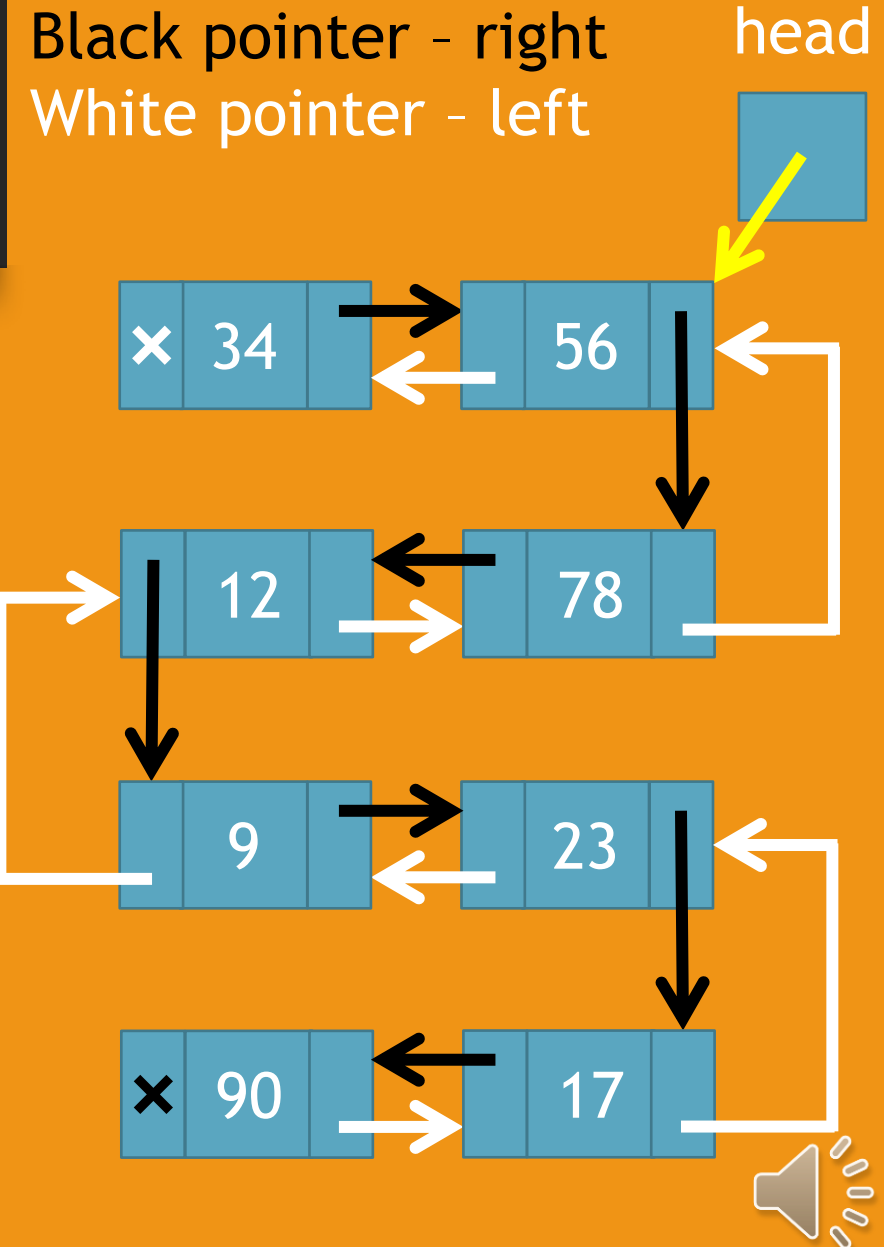 Black pointer – right
White pointer – left
head
× 34 56
12 78
9 23
× 90 17